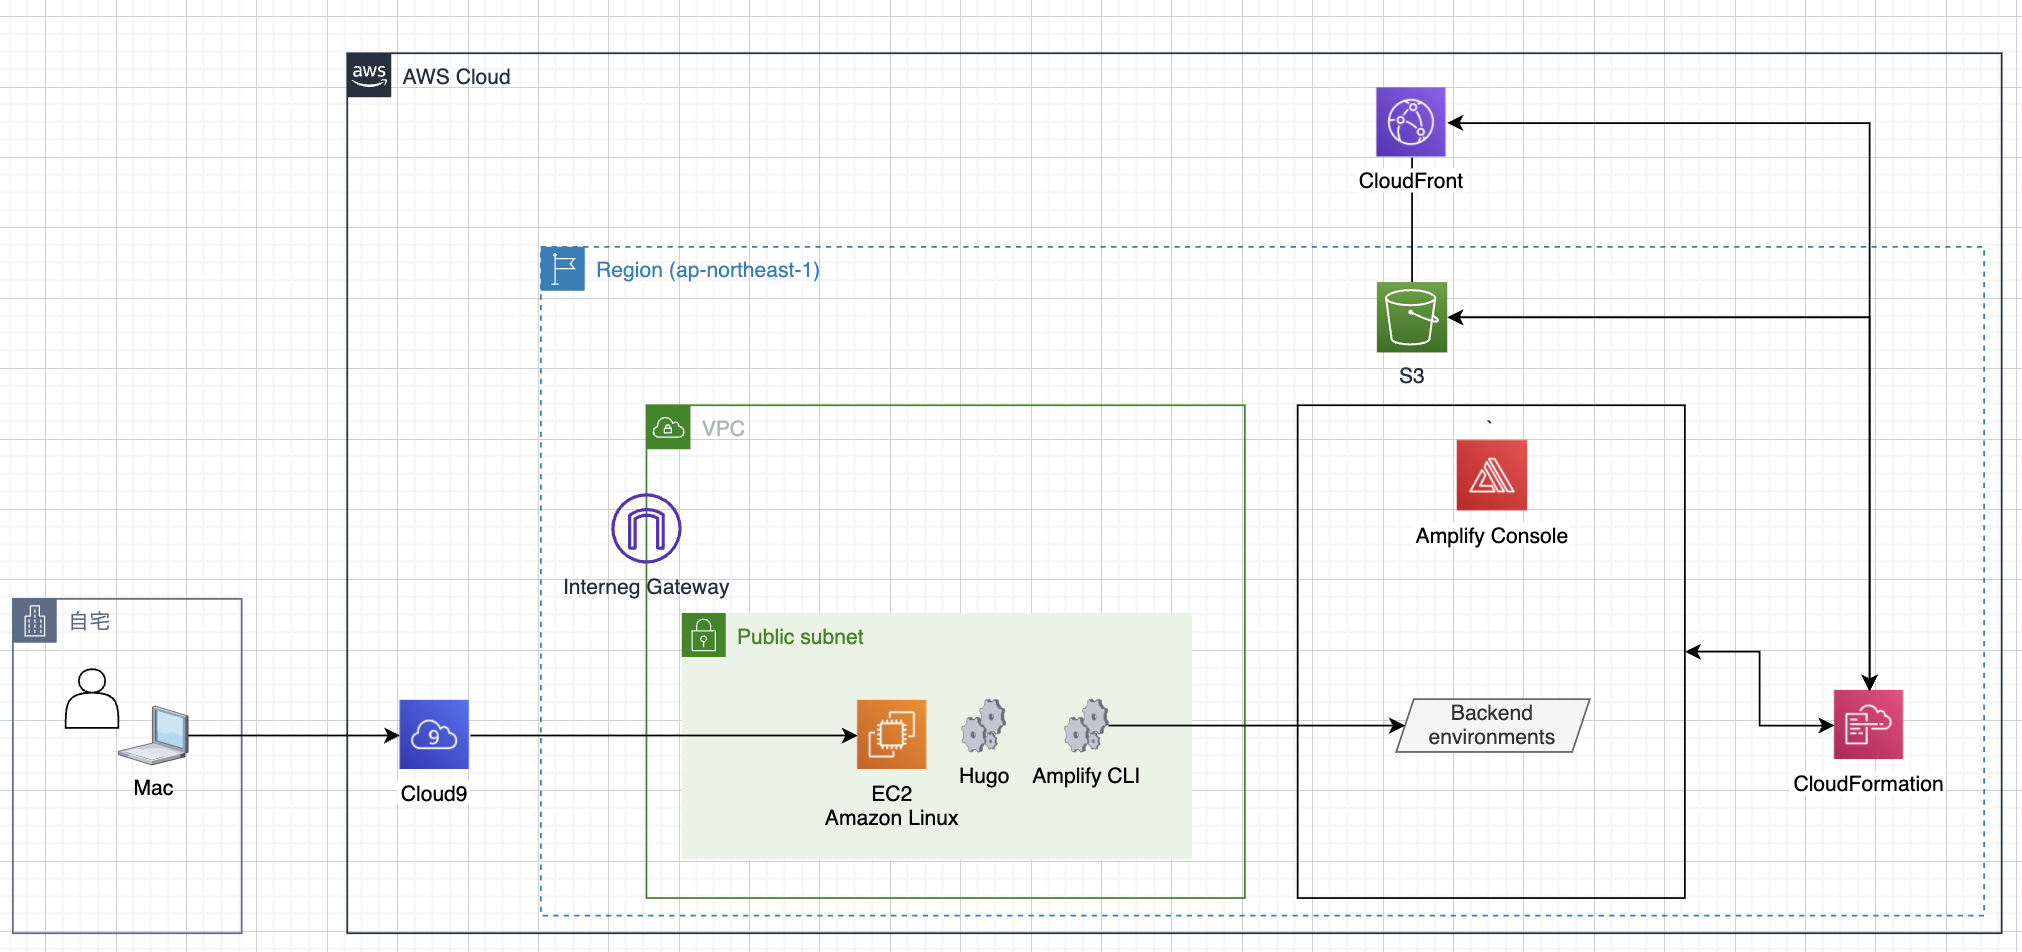 aws
AWS Cloud
CloudFront
Region (ap-northeast-1)
S3
VPC
`
Amplify Console
Interneg Gateway
自宅
Public subnet
Backend
environments
9
Mac
Cloud9
EC2
Amazon Linux
Hugo
Amplify CLI
CloudFormation